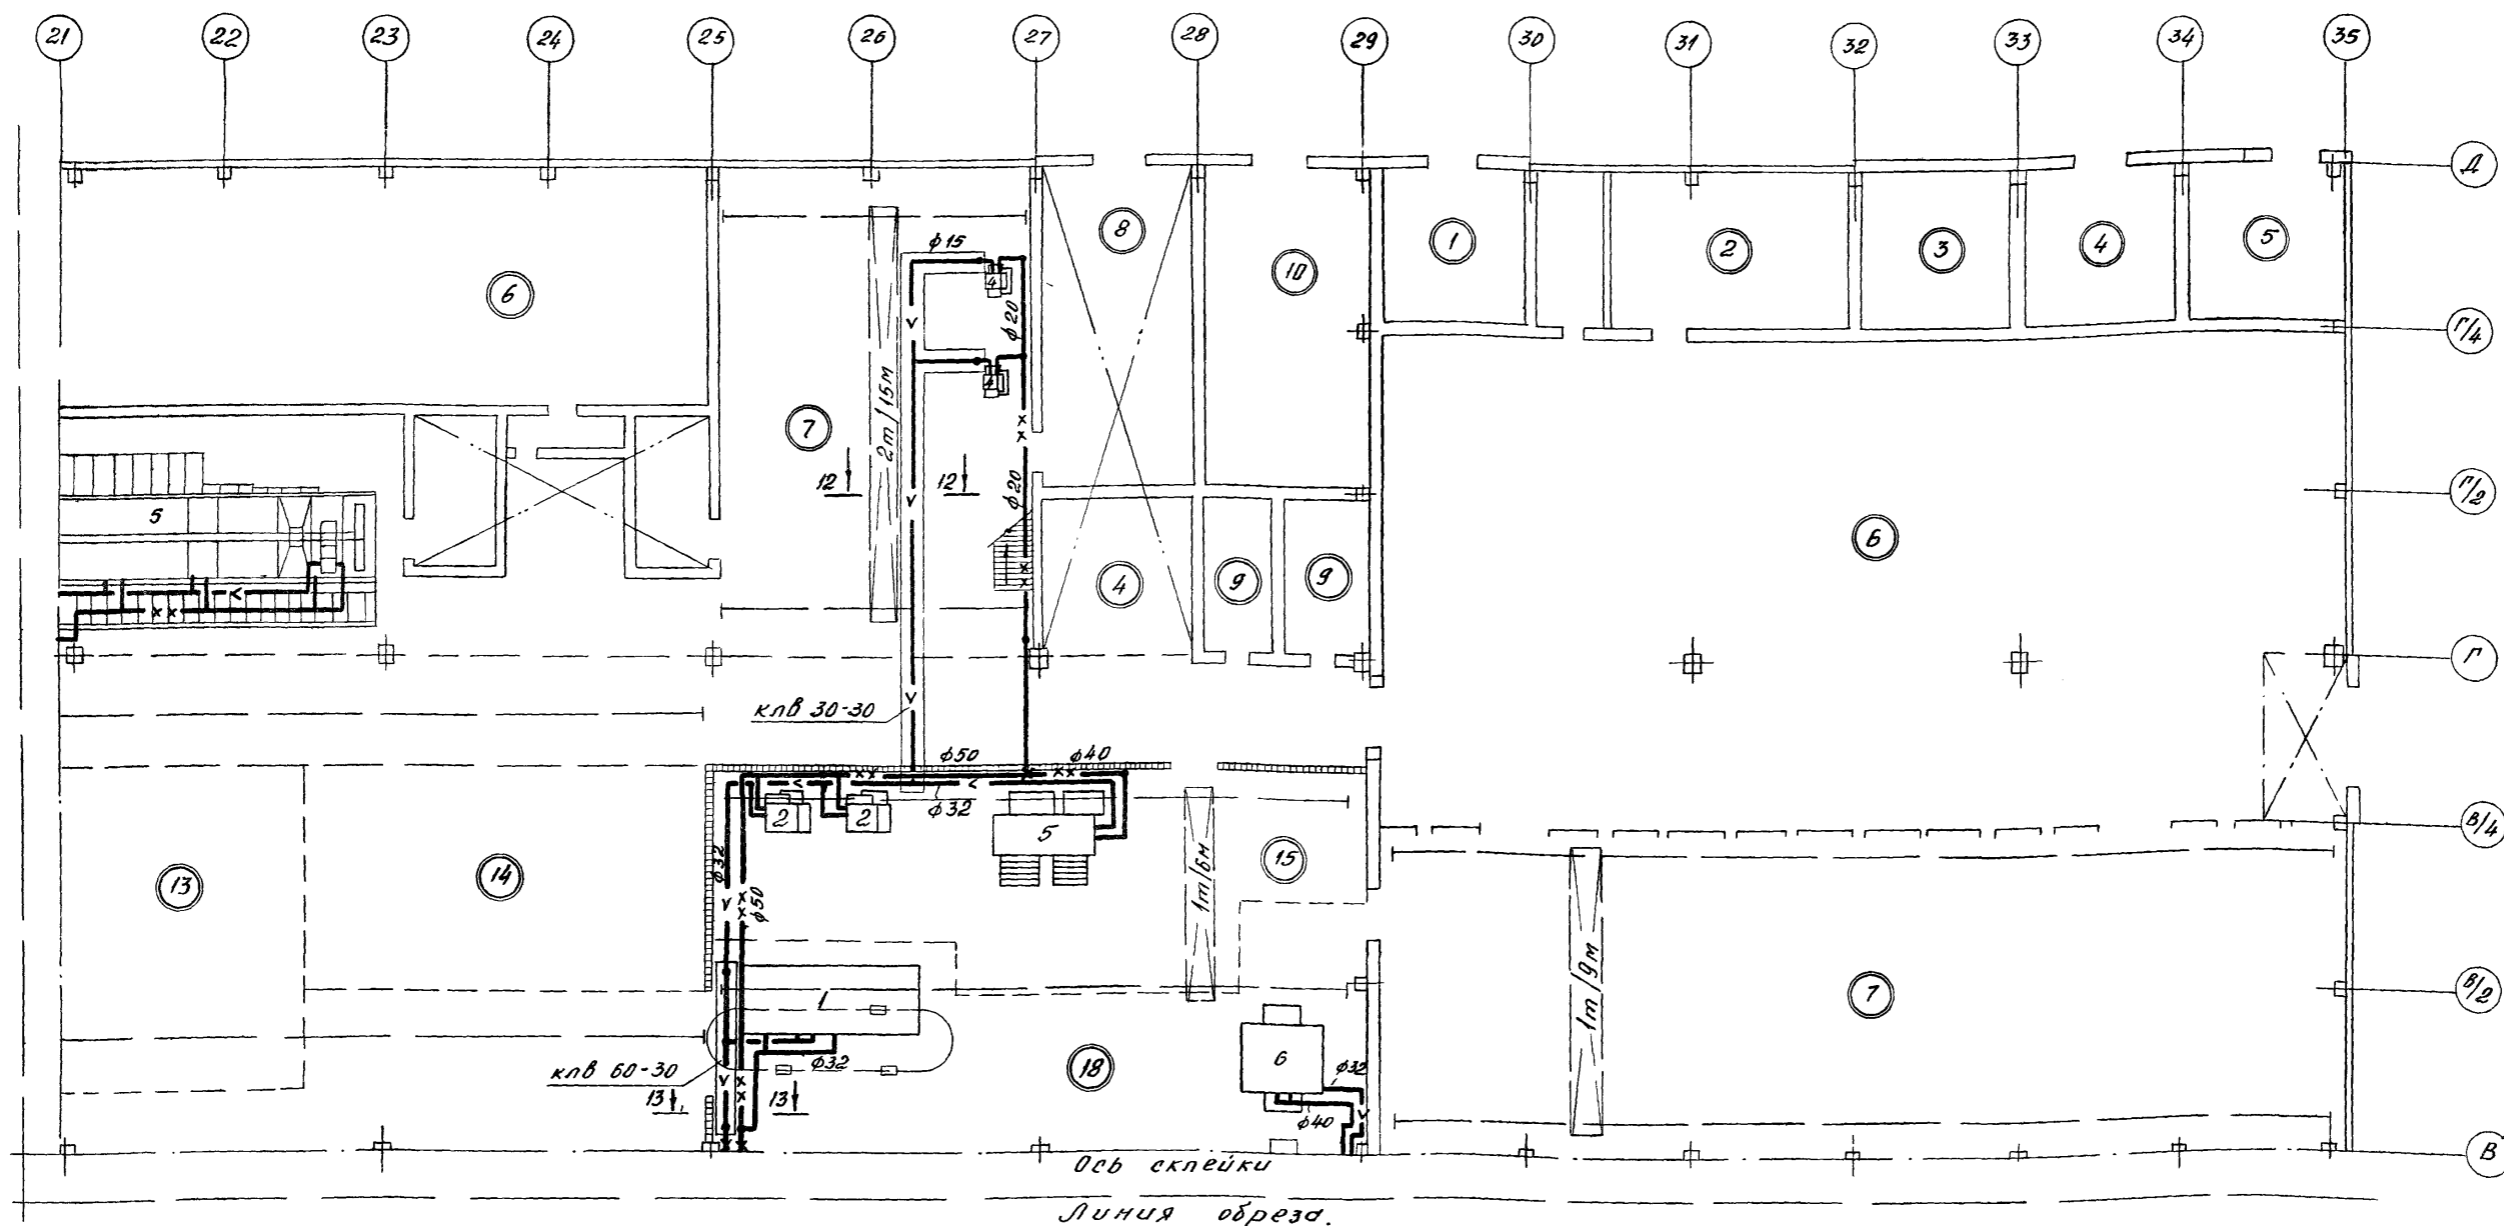 21 22 23 24 25 26 27 28 29 30 31 32 33 34 35
Д
8 1 2 3 4 5
ф15
10
6
4
ф20
Г/4
4
2т/15м
7
12 12
ф20
Г/2
5
6
4 9 9
Г
КЛВ 30-30
ф50 ф40
ф32
2 2
5
В/4
ф32
15
13 14
1т/6м
ф50
1т/9м
7
В/2
1
6
КЛВ 60-30
ф32
18
ф32
13 13
ф40
В
Ось склейки
Линия обреза.